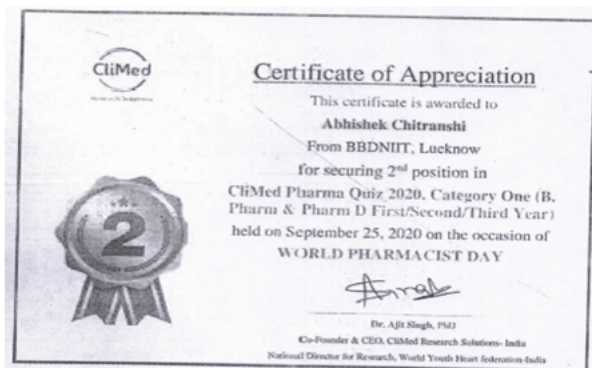 CliMed
Certificate of Appreciation
This certificate is awarded to
Abhishek Chitranshi
From BBDNIIT, Lucknow
for securing 2nd position in
CliMed Pharma Quiz 2020, Category One (B.
Pharm & Pharm D First/Second/Third Year)
held on September 25, 2020 on the occasion of
WORLD PHARMACIST DAY
2
Dr. Ajit Singh, PhD
Co-Founder & CEO, CliMed Research Solutions- India
National Director for Research, World Youth Heart federation-India